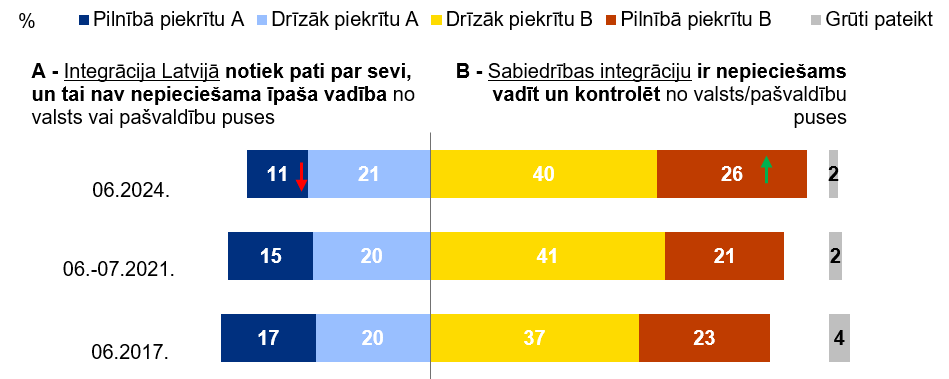 % Pilnībā piekrītu A Drīzāk piekrītu A Drīzāk piekrītu B Pilnībā piekrītu B Grūti pateikt
A - Integrācija Latvijā notiek pati par sevi,
un tai nav nepieciešama īpaša vadība no
valsts vai pašvaldību puses
B - Sabiedrības integrāciju ir nepieciešams
vadīt un kontrolēt no valsts/pašvaldību
puses
06.2024. 11 21 40 26 2
06.-07.2021. 15 20 41 21 2
06.2017. 17 20 37 23 4